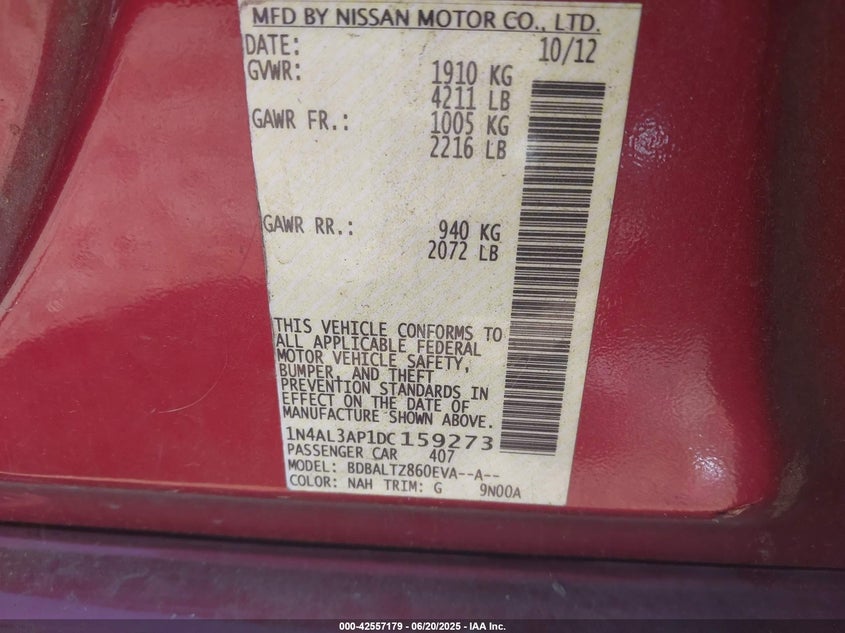 MFD BY NISSAN MOTOR CO., LTD.
DATE: 10/12
GVWR: 1910 KG
4211 LB
GAWR FR.: 1005 KG
2216 LB
GAWR RR.: 940 KG
2072 LB
THIS VEHICLE CONFORMS TO
ALL APPLICABLE FEDERAL
MOTOR VEHICLE SAFETY,
BUMPER, AND THEFT
PREVENTION STANDARDS IN
EFFECT ON THE DATE OF
MANUFACTURE SHOWN ABOVE.
1N4AL3AP1DC159273
PASSENGER CAR 407
MODEL: BDBALTZ860EVA--A--
COLOR: NAH TRIM: G 9N00A
000-42557179 — 06/20/2025 — IAA Inc.